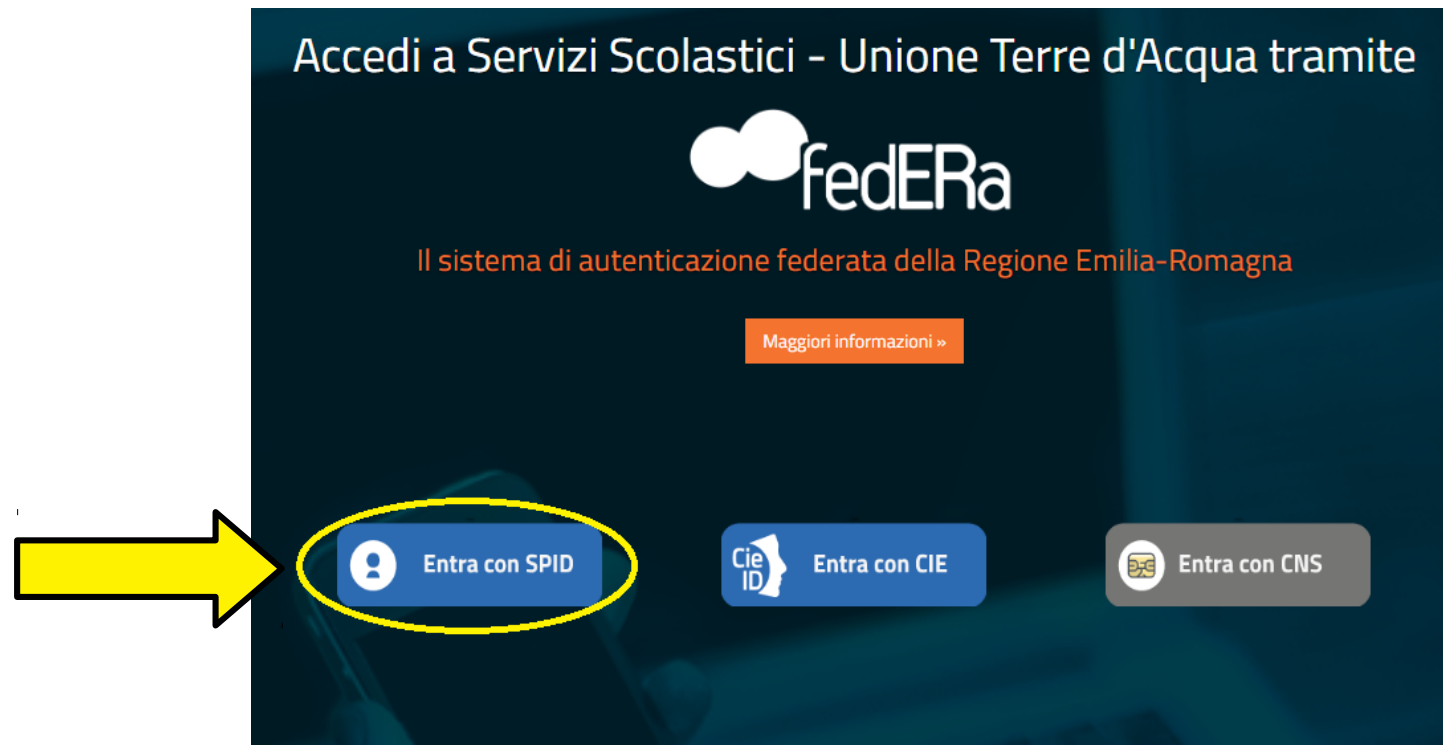 Accedi a Servizi Scolastici - Unione Terre d'Acqua tramite
fedERa
Il sistema di autenticazione federata della Regione Emilia-Romagna
Maggiori informazioni »
Entra con SPID
Cie ID
Entra con CIE
Entra con CNS